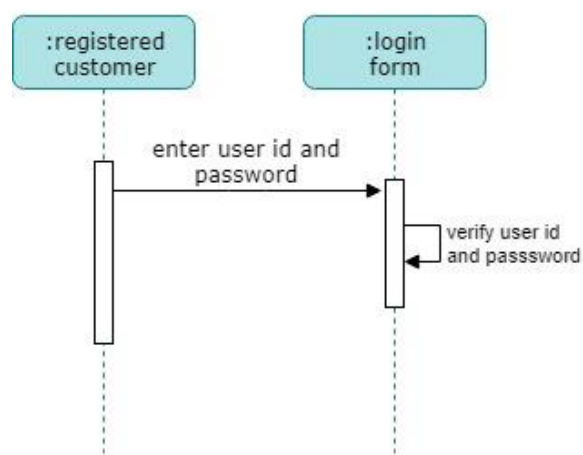 :registered
customer
:login
form
enter user id and
password
verify user id
and passsword